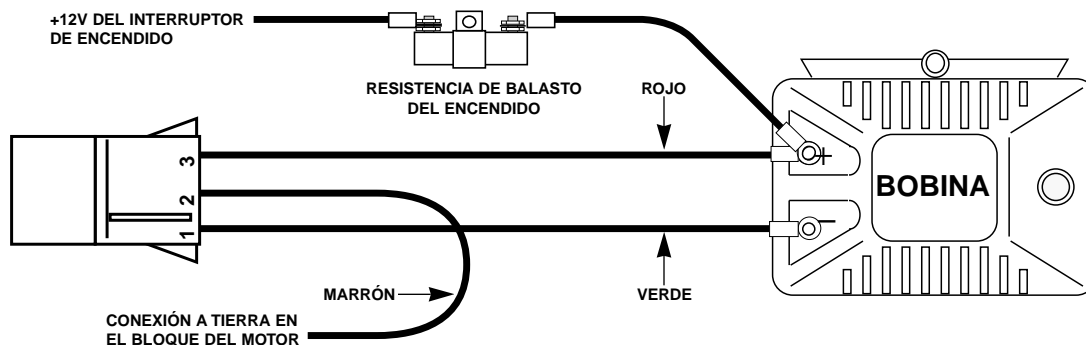 +12V DEL INTERRUPTOR
DE ENCENDIDO
RESISTENCIA DE BALASTO
DEL ENCENDIDO
ROJO
3
2
1
+
BOBINA
–
MARRÓN
VERDE
CONEXIÓN A TIERRA EN
EL BLOQUE DEL MOTOR